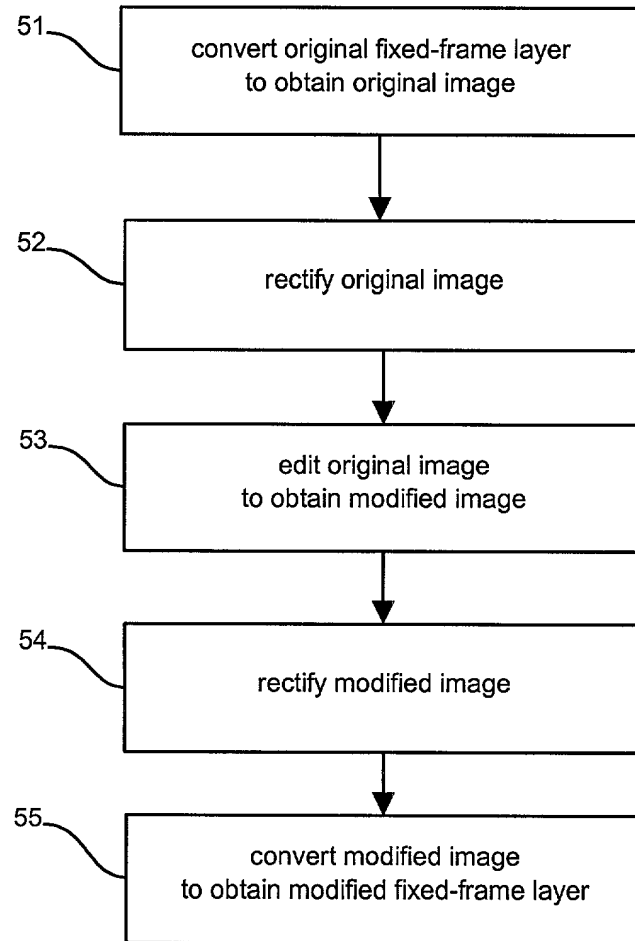 51
convert original fixed-frame layer
to obtain original image
52
rectify original image
53
edit original image
to obtain modified image
54
rectify modified image
55
convert modified image
to obtain modified fixed-frame layer